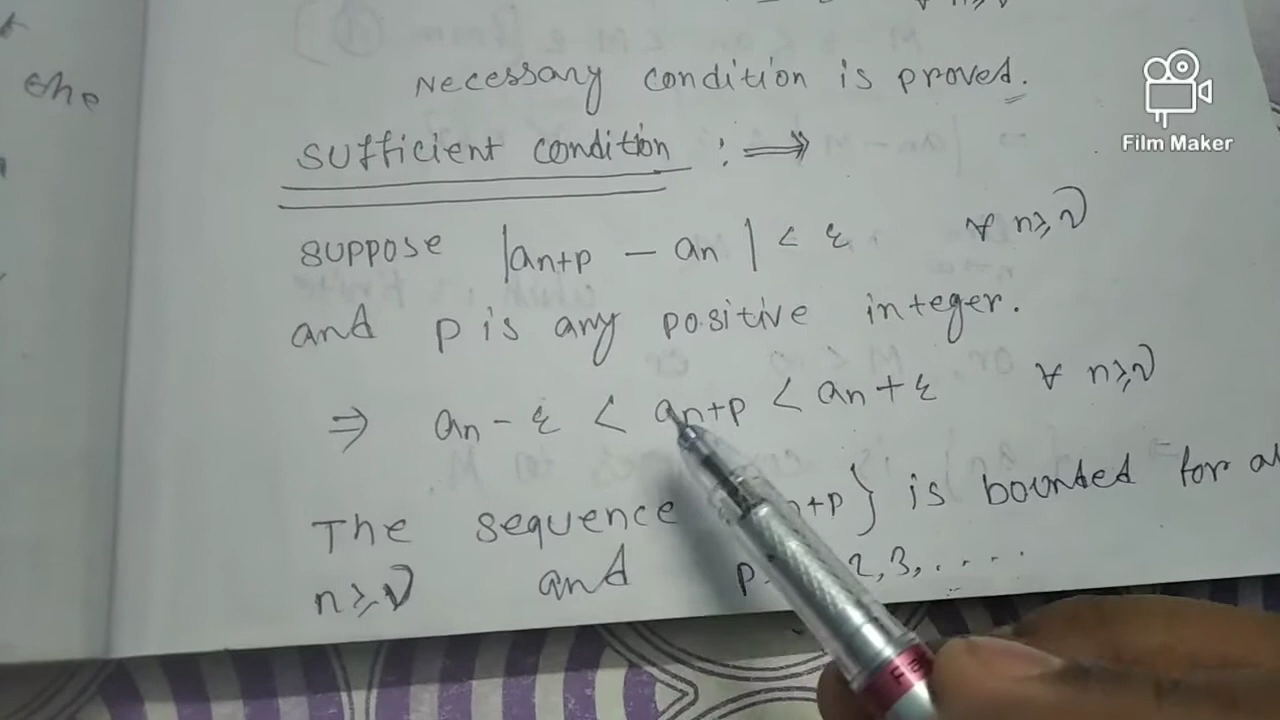 the
Necessary condition is proved.
Sufficient condition : ⟹
Suppose |an+p − an| < ε ∀ n≥ν
and p is any positive integer.
⇒ an − ε < an+p < an + ε ∀ n≥ν
The sequence n+p} is bounded for
n≥ν and p 2, 3, . . . .
Film Maker